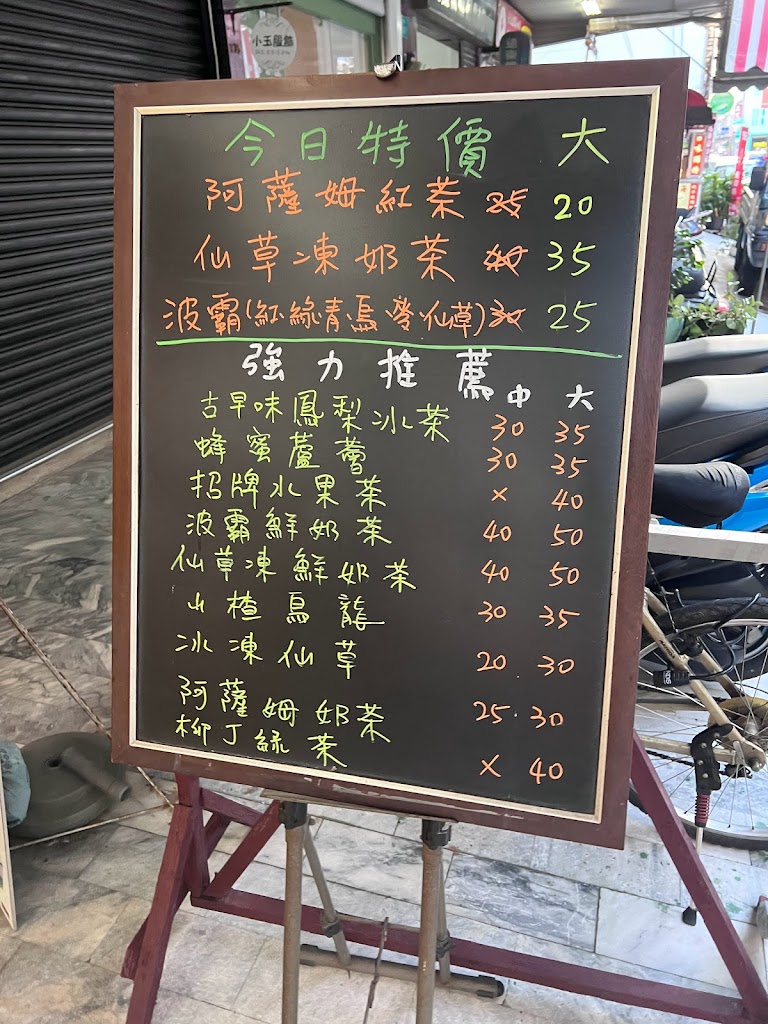 小玉服飾
今日特價 大
阿薩姆紅茶 25 20
仙草凍奶茶 40 35
波霸(紅綠青烏麥仙草) 30 25
強力推薦 中 大
古早味鳳梨冰茶 30 35
蜂蜜蘆薈 30 35
招牌水果茶 x 40
波霸鮮奶茶 40 50
仙草凍鮮奶茶 40 50
山楂烏龍 30 35
冰凍仙草 20 30
阿薩姆奶茶 25.30
柳丁綠茶 x 40